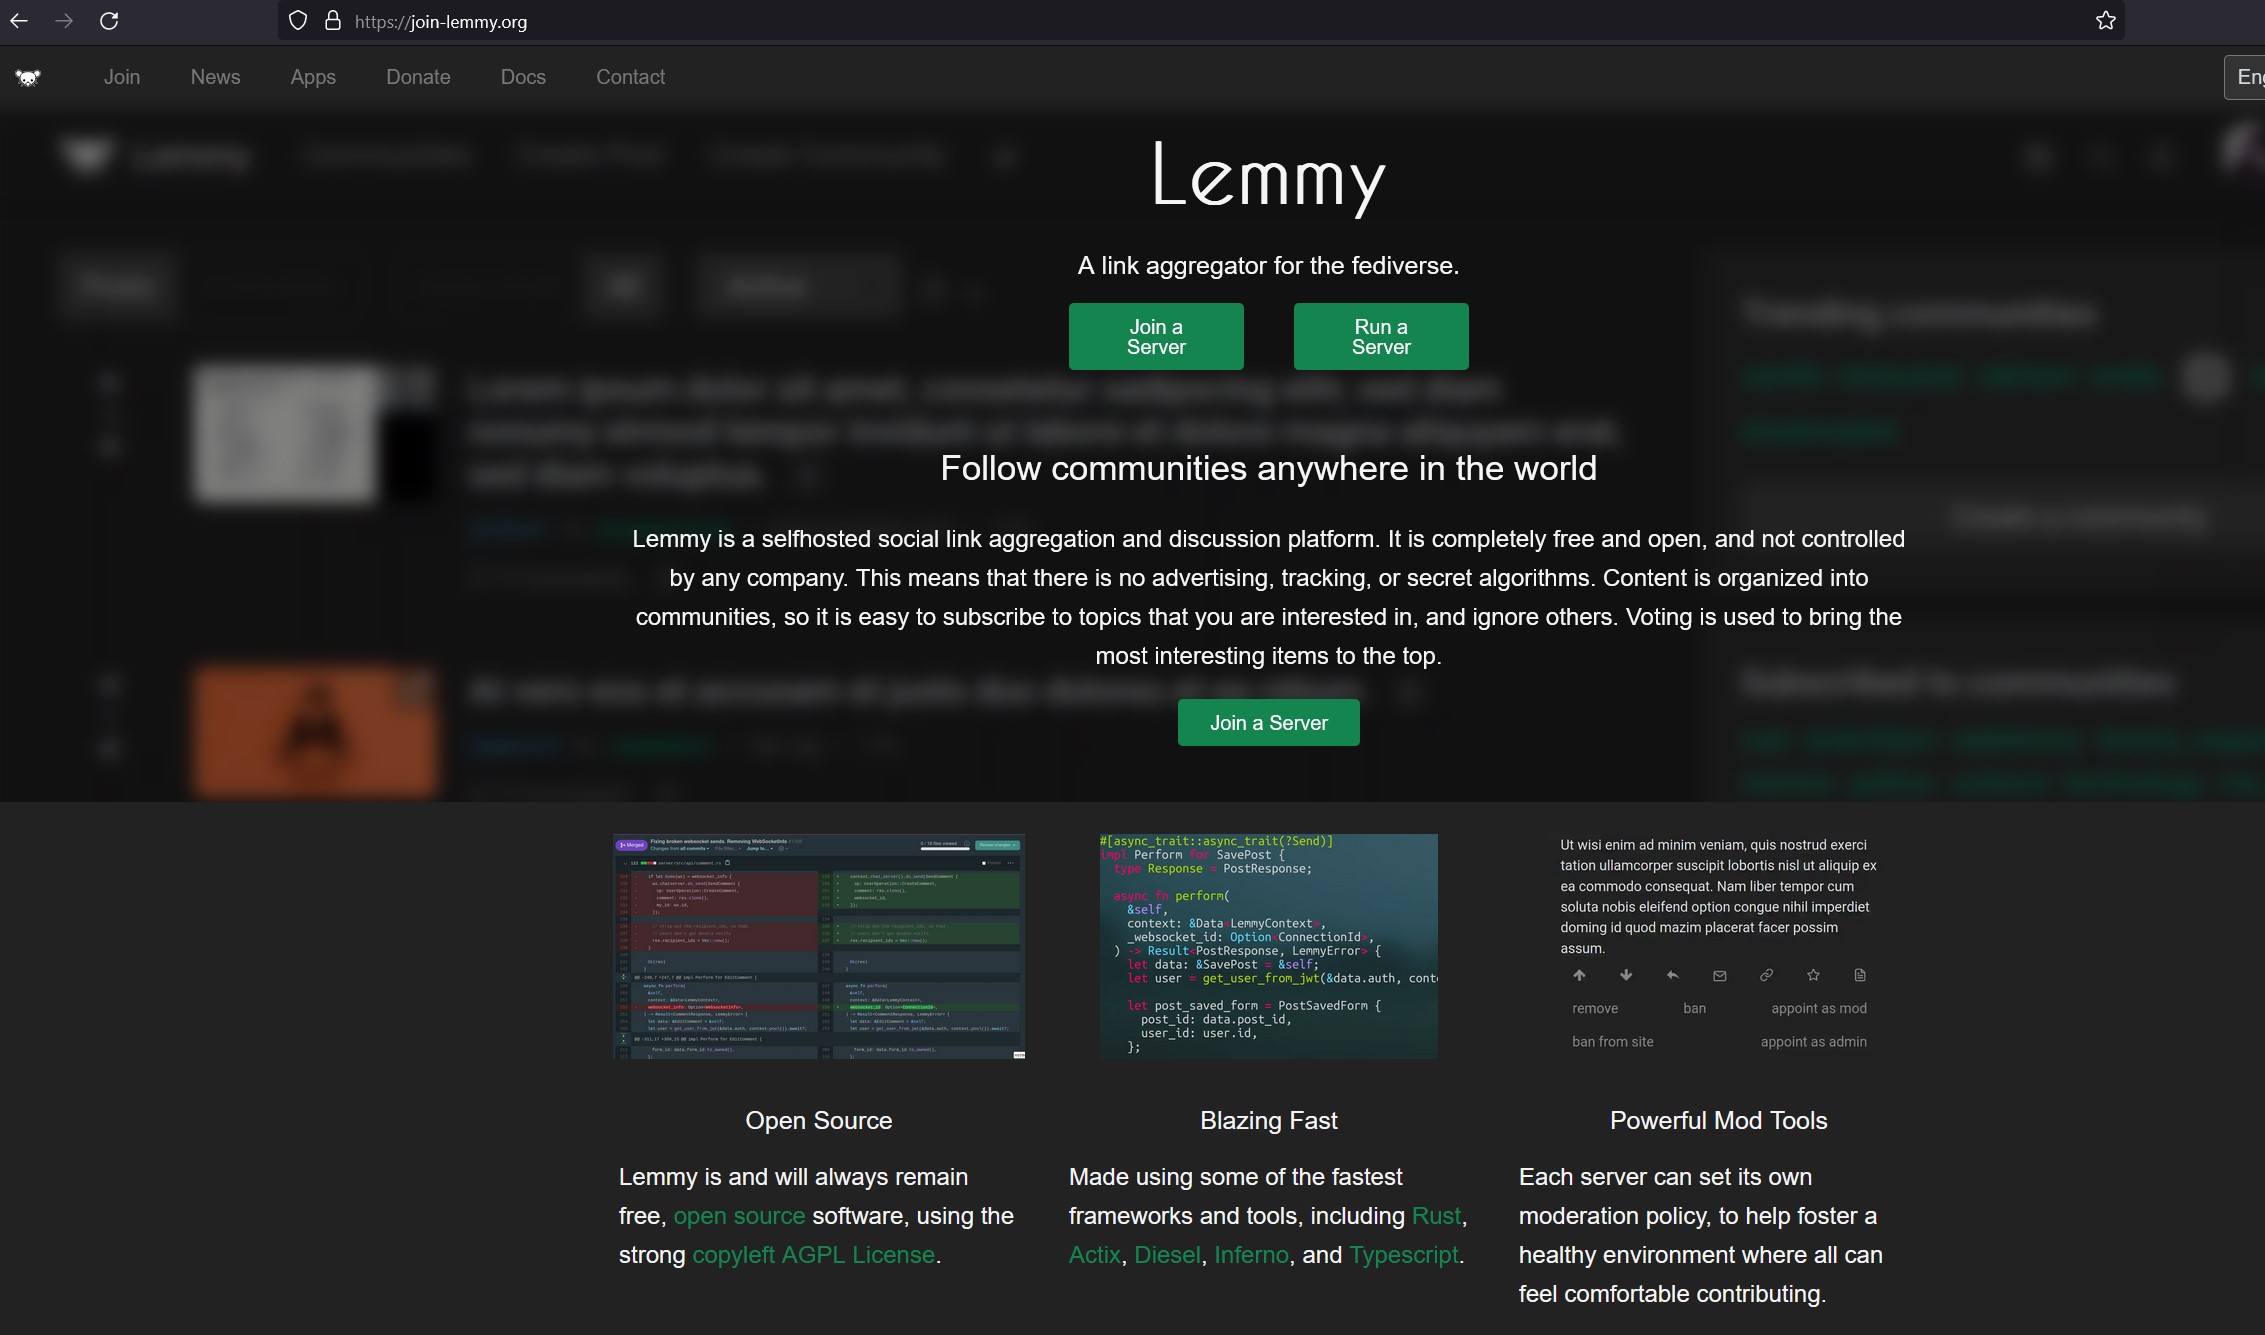 https://join-lemmy.org
Join News Apps Donate Docs Contact
Eng
Lemmy
A link aggregator for the fediverse.
Join a
Server
Run a
Server
Follow communities anywhere in the world
Lemmy is a selfhosted social link aggregation and discussion platform. It is completely free and open, and not controlled
by any company. This means that there is no advertising, tracking, or secret algorithms. Content is organized into
communities, so it is easy to subscribe to topics that you are interested in, and ignore others. Voting is used to bring the
most interesting items to the top.
Join a Server
Merged
Fixing broken websocket sends. Removing WebSocketInfo
#[async_trait::async_trait(?Send)]
impl Perform for SavePost {
type Response = PostResponse;
async fn perform(
&self,
context: &Data<LemmyContext>,
_websocket_id: Option<ConnectionId>,
) -> Result<PostResponse, LemmyError> {
let data: &SavePost = &self;
let user = get_user_from_jwt(&data.auth, cont
let post_saved_form = PostSavedForm {
post_id: data.post_id,
user_id: user.id,
};
Ut wisi enim ad minim veniam, quis nostrud exerci
tation ullamcorper suscipit lobortis nisl ut aliquip ex
ea commodo consequat. Nam liber tempor cum
soluta nobis eleifend option congue nihil imperdiet
doming id quod mazim placerat facer possim
assum.
remove ban appoint as mod
ban from site appoint as admin
Open Source
Lemmy is and will always remain
free, open source software, using the
strong copyleft AGPL License.
Blazing Fast
Made using some of the fastest
frameworks and tools, including Rust,
Actix, Diesel, Inferno, and Typescript.
Powerful Mod Tools
Each server can set its own
moderation policy, to help foster a
healthy environment where all can
feel comfortable contributing.